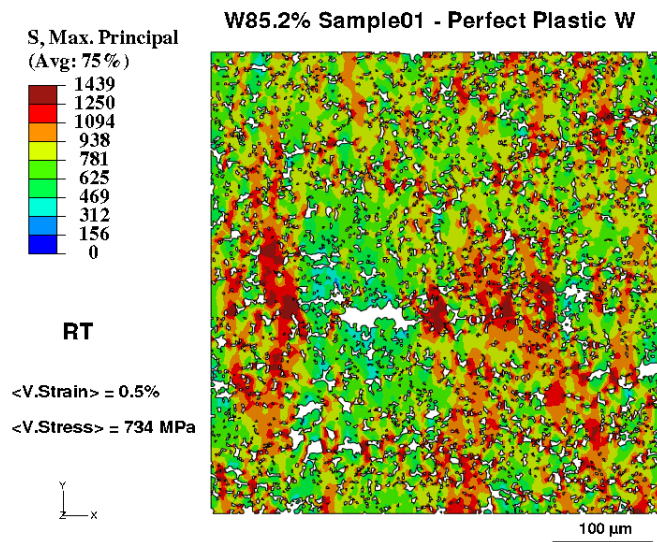 W85.2% Sample01 - Perfect Plastic W
S, Max. Principal
(Avg: 75%)
1439
1250
1094
938
781
625
469
312
156
0
RT
<V.Strain> = 0.5%
<V.Stress> = 734 MPa
Y
Z X
100 µm